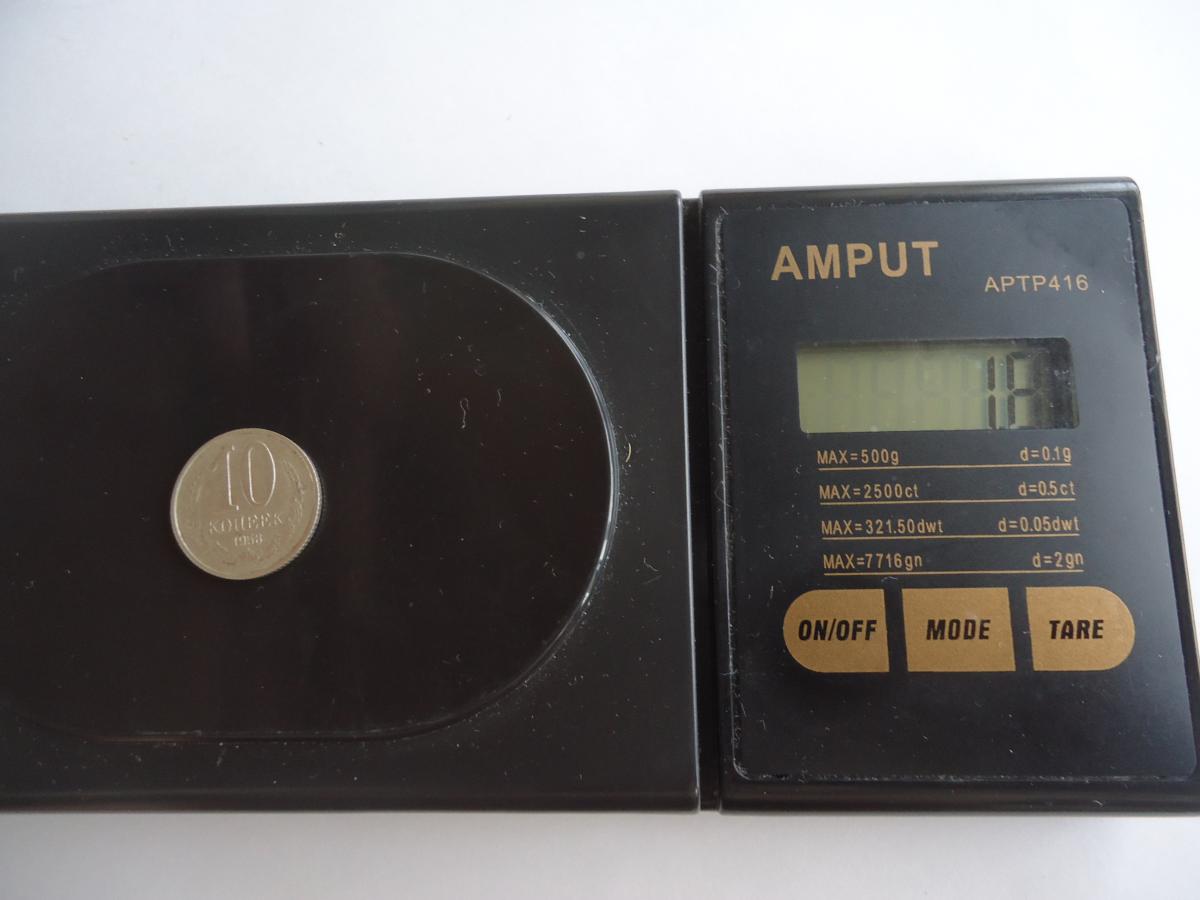 10
КОПЕЕК
1958
AMPUT
APTP416
MAX=500g d=0.1g
MAX=2500ct d=0.5ct
MAX=321.50dwt d=0.05dwt
MAX=7716gn d=2gn
ON/OFF MODE TARE